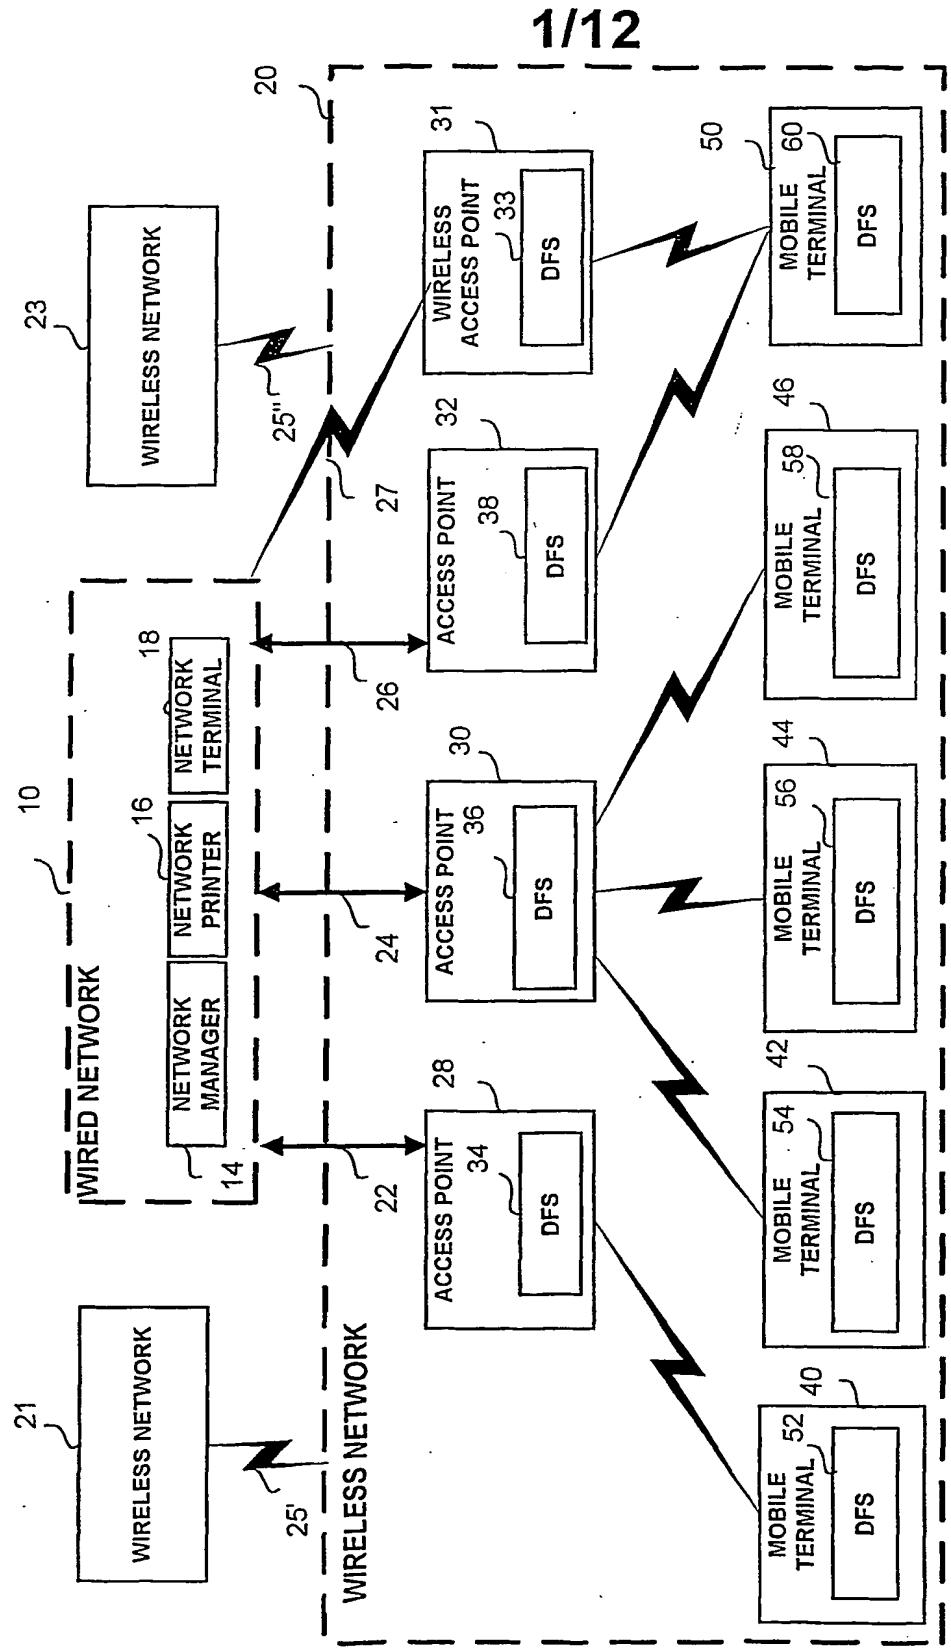 1/12
10
WIRED NETWORK
14
NETWORK
MANAGER
16
NETWORK
PRINTER
18
NETWORK
TERMINAL
21
WIRELESS NETWORK
25'
23
WIRELESS NETWORK
25"
20
WIRELESS NETWORK
22
24
26
27
28
ACCESS POINT
34
DFS
30
ACCESS POINT
36
DFS
32
ACCESS POINT
38
DFS
31
WIRELESS
ACCESS POINT
33
DFS
40
MOBILE
TERMINAL
52
DFS
42
MOBILE
TERMINAL
54
DFS
44
MOBILE
TERMINAL
56
DFS
46
MOBILE
TERMINAL
58
DFS
50
MOBILE
TERMINAL
60
DFS